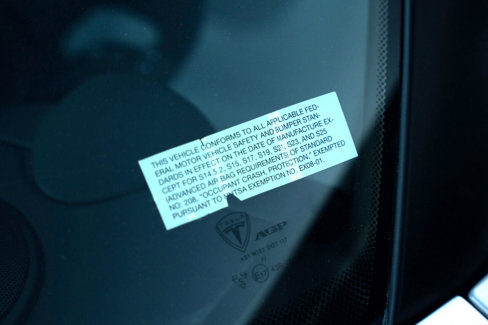 THIS VEHICLE CONFORMS TO ALL APPLICABLE FED-
ERAL MOTOR VEHICLE SAFETY AND BUMPER STAN-
DARDS IN EFFECT ON THE DATE OF MANUFACTURE EX-
CEPT FOR S14.5.2, S15, S17, S19, S21, S23, AND S25
(ADVANCED AIR BAG REQUIREMENTS OF STANDARD
NO: 208, "OCCUPANT CRASH, PROTECTION," EXEMPTED
PURSUANT TO NHTSA EXEMPTION NO. EX08-01.
AGP